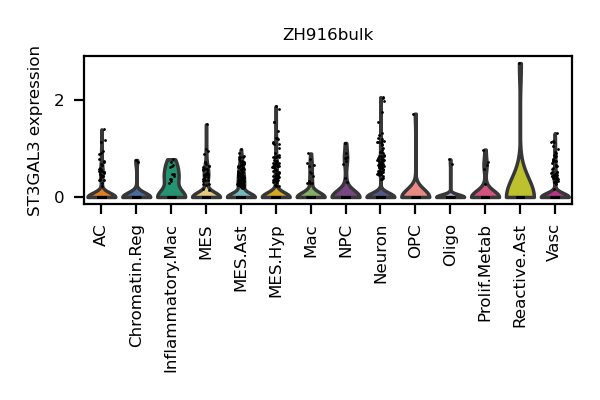 ZH916bulk
ST3GAL3 expression
2
0
AC
Chromatin.Reg
Inflammatory.Mac
MES
MES.Ast
MES.Hyp
Mac
NPC
Neuron
OPC
Oligo
Prolif.Metab
Reactive.Ast
Vasc